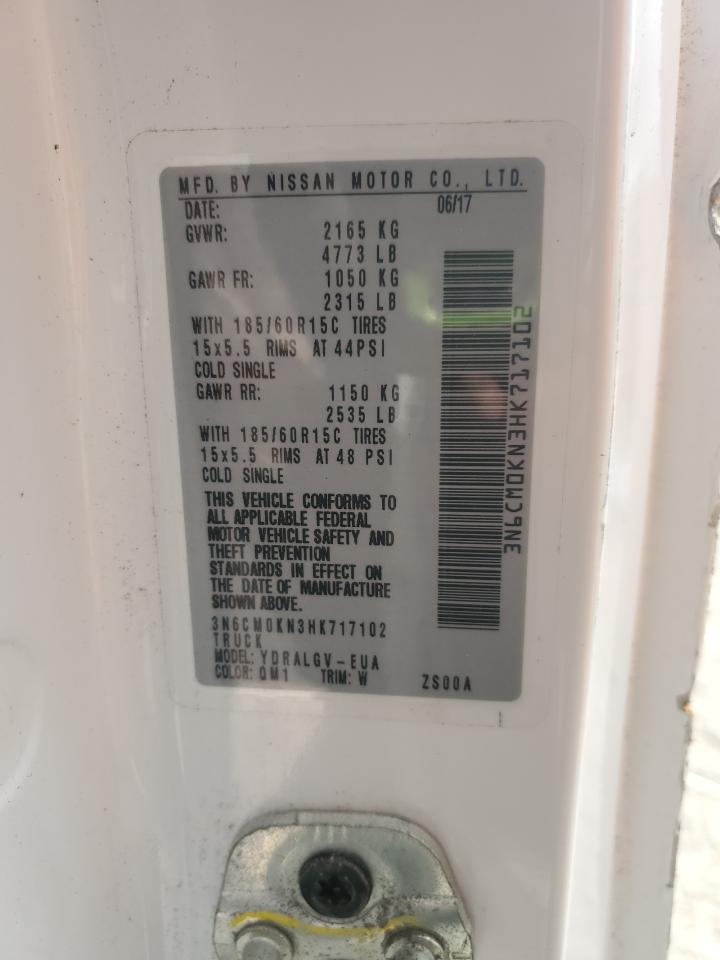 MFD. BY NISSAN MOTOR CO., LTD.
DATE: 06/17
GVWR: 2165 KG
4773 LB
GAWR FR: 1050 KG
2315 LB
WITH 185/60R15C TIRES
15x5.5 RIMS AT 44PSI
COLD SINGLE
GAWR RR: 1150 KG
2535 LB
WITH 185/60R15C TIRES
15x5.5 RIMS AT 48 PSI
COLD SINGLE
THIS VEHICLE CONFORMS TO
ALL APPLICABLE FEDERAL
MOTOR VEHICLE SAFETY AND
THEFT PREVENTION
STANDARDS IN EFFECT ON
THE DATE OF MANUFACTURE
SHOWN ABOVE.
3N6CM0KN3HK717102
TRUCK
MODEL: YDRALGV-EUA
COLOR: QM1 TRIM: W ZS00A
3N6CM0KN3HK717102